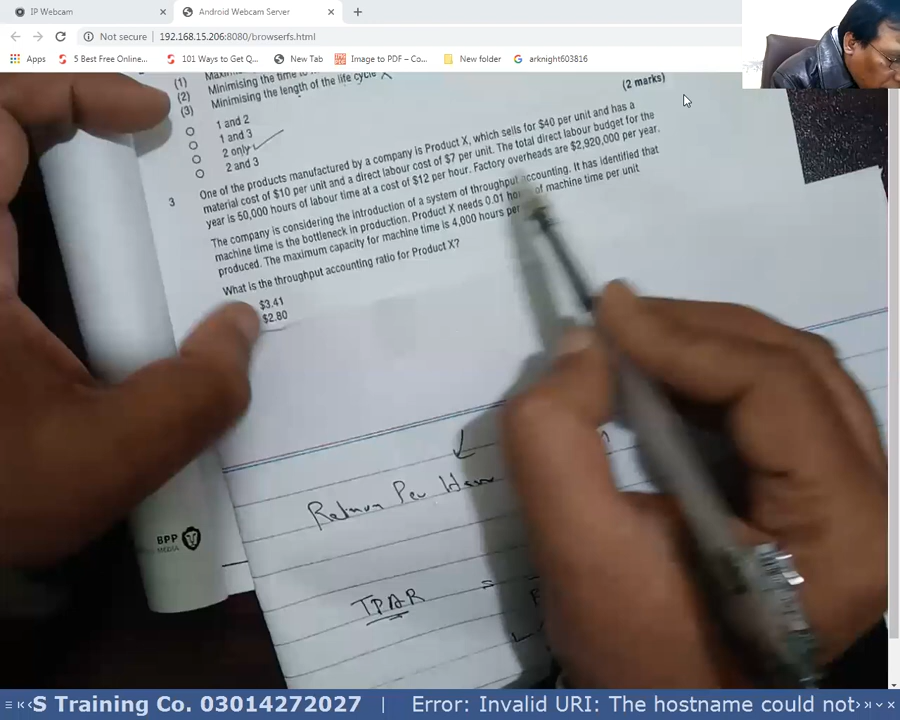 IP Webcam
Android Webcam Server
Not secure
192.168.15.206:8080/browserfs.html
Apps
5 Best Free Online...
101 Ways to Get Q...
New Tab
Image to PDF – Co...
New folder
arknight603816
(1)
(2) Minimising the time to
(3) Minimising the length of the life cycle X
(2 marks)
1 and 2
1 and 3
2 only
2 and 3
3 One of the products manufactured by a company is Product X, which sells for $40 per unit and has a
material cost of $10 per unit and a direct labour cost of $7 per unit. The total direct labour budget for the
year is 50,000 hours of labour time at a cost of $12 per hour. Factory overheads are $2,920,000 per year.
The company is considering the introduction of a system of throughput accounting. It has identified that
machine time is the bottleneck in production. Product X needs 0.01 of machine time per unit
produced. The maximum capacity for machine time is 4,000 hours per
What is the throughput accounting ratio for Product X?
$3.41
$2.80
Return Per
TPAR =
BPP
MEDIA
S Training Co. 03014272027 | Error: Invalid URI: The hostname could not